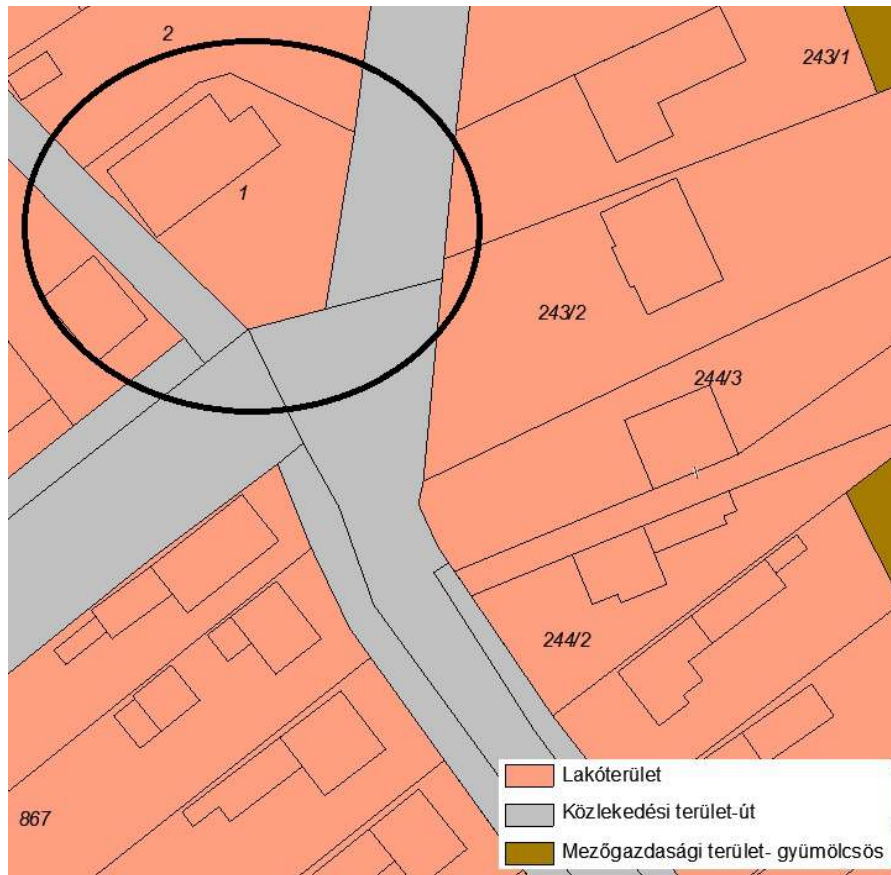 2
243/1
1
243/2
244/3
244/2
867
Lakóterület
Közlekedési terület-út
Mezőgazdasági terület- gyümölcsös